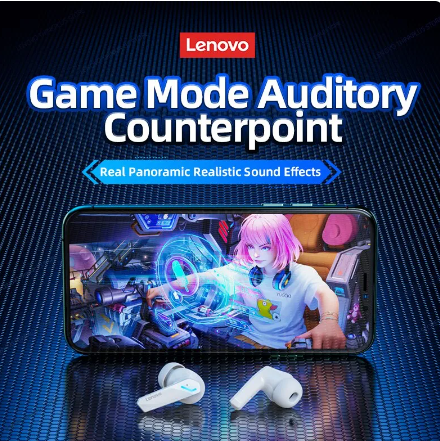 Lenovo
Game Mode Auditory
Counterpoint
Real Panoramic Realistic Sound Effects